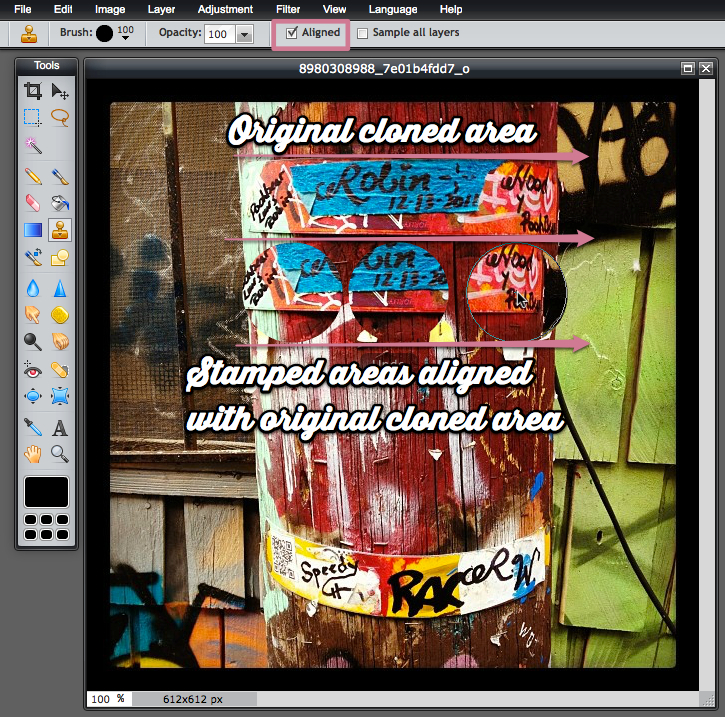 File Edit Image Layer Adjustment Filter View Language Help
Brush: 100 Opacity: 100 Aligned Sample all layers
Tools
8980308988_7e01b4fdd7_o
Original cloned area
Robin
12-13-
Stamped areas aligned
with original cloned area
Speedy
RACER.W
100 % 612x612 px